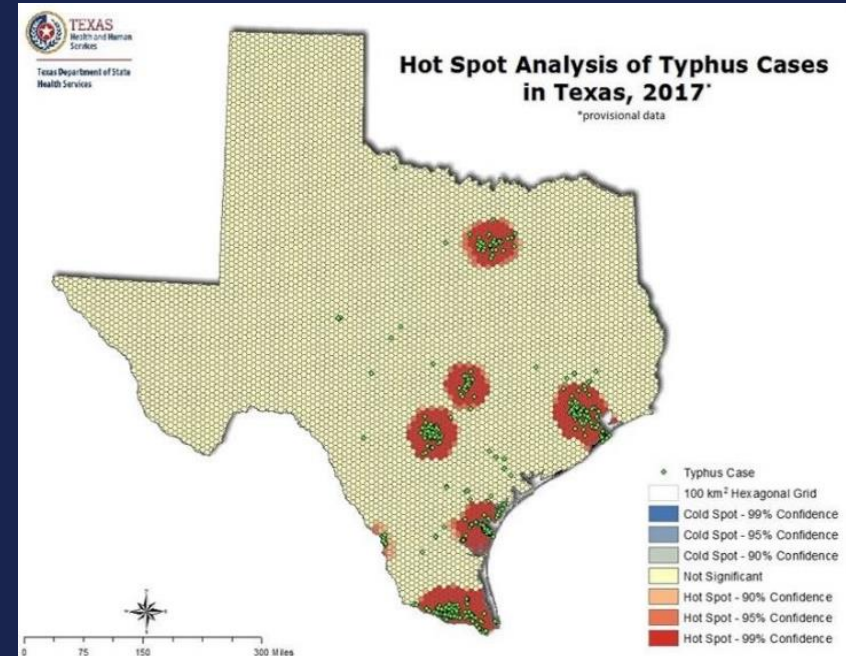 TEXAS
Health and Human
Services
Texas Department of State
Health Services
Hot Spot Analysis of Typhus Cases
in Texas, 2017*
*provisional data
Typhus Case
100 km² Hexagonal Grid
Cold Spot - 99% Confidence
Cold Spot - 95% Confidence
Cold Spot - 90% Confidence
Not Significant
Hot Spot - 90% Confidence
Hot Spot - 95% Confidence
Hot Spot - 99% Confidence
0 75 150 300 Miles